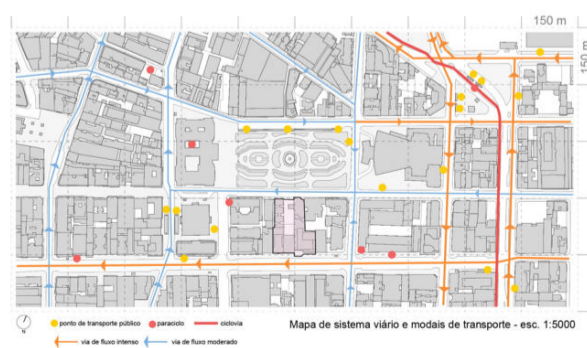 150 m
150 m
N
ponto de transporte público
paraciclo
ciclovia
Mapa de sistema viário e modais de transporte - esc. 1:5000
via de fluxo intenso
via de fluxo moderado